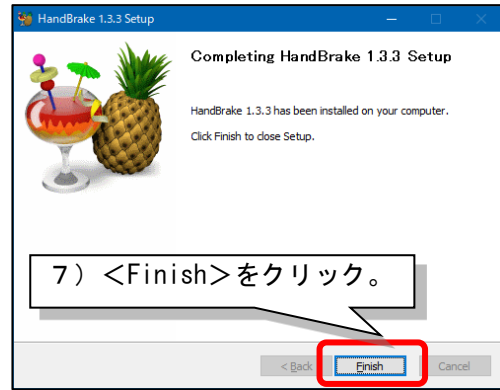 HandBrake 1.3.3 Setup
Completing HandBrake 1.3.3 Setup
HandBrake 1.3.3 has been installed on your computer.
Click Finish to close Setup.
７）＜Finish＞をクリック。
< Back
Finish
Cancel